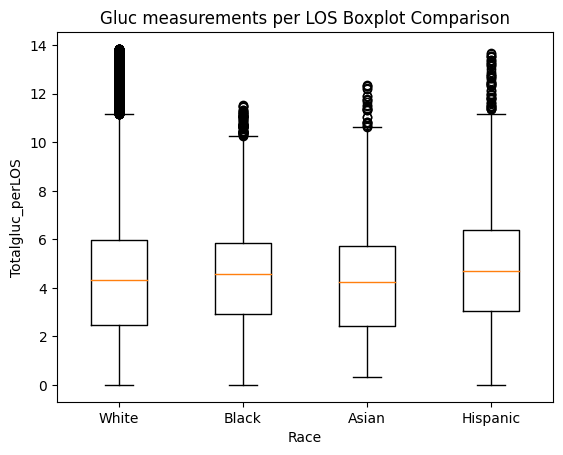 Gluc measurements per LOS Boxplot Comparison
14
12
10
8
6
4
2
0
Totalgluc_perLOS
White Black Asian Hispanic
Race